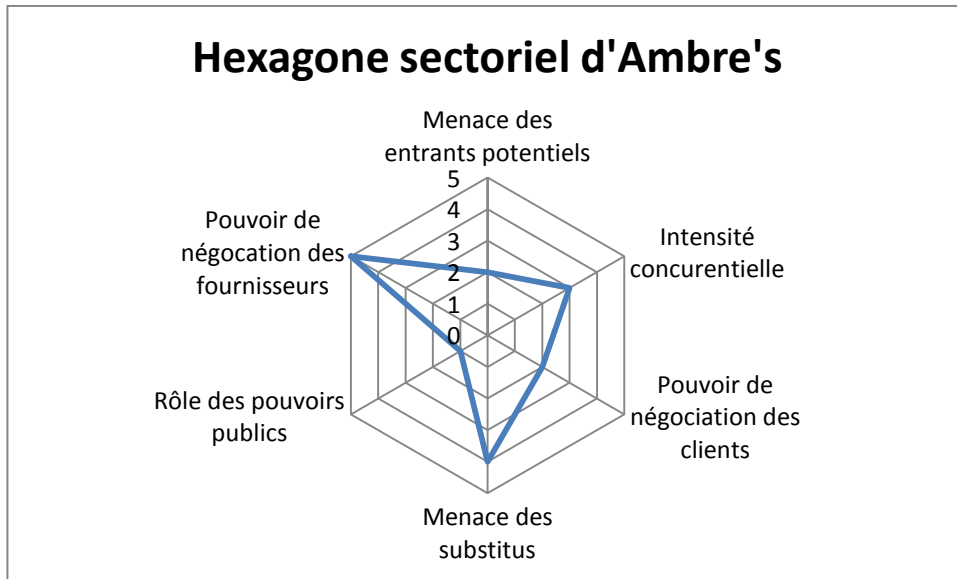 Hexagone sectoriel d'Ambre's
Menace des
entrants potentiels
5
4
3
2
1
0
Intensité
concurentielle
Pouvoir de
négociation des
clients
Menace des
substitus
Rôle des pouvoirs
publics
Pouvoir de
négocation des
fournisseurs